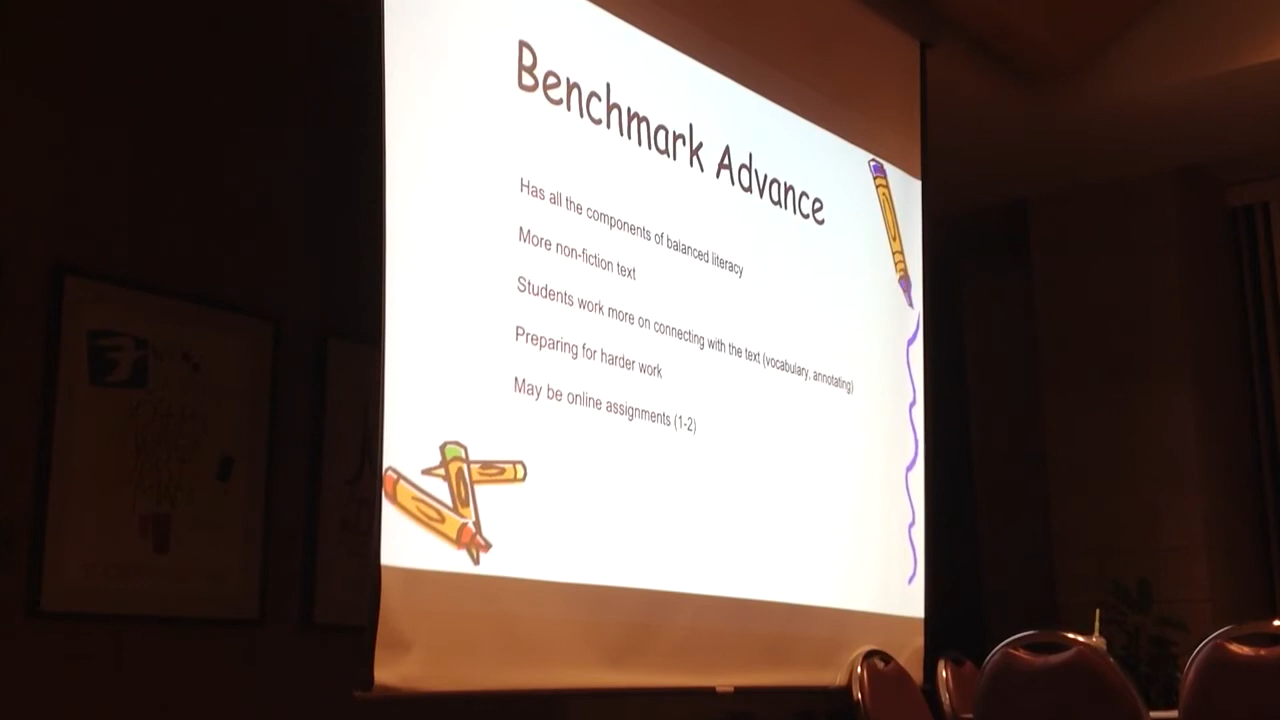 Benchmark Advance
Has all the components of balanced literacy
More non-fiction text
Students work more on connecting with the text (vocabulary, annotating)
Preparing for harder work
May be online assignments (1-2)